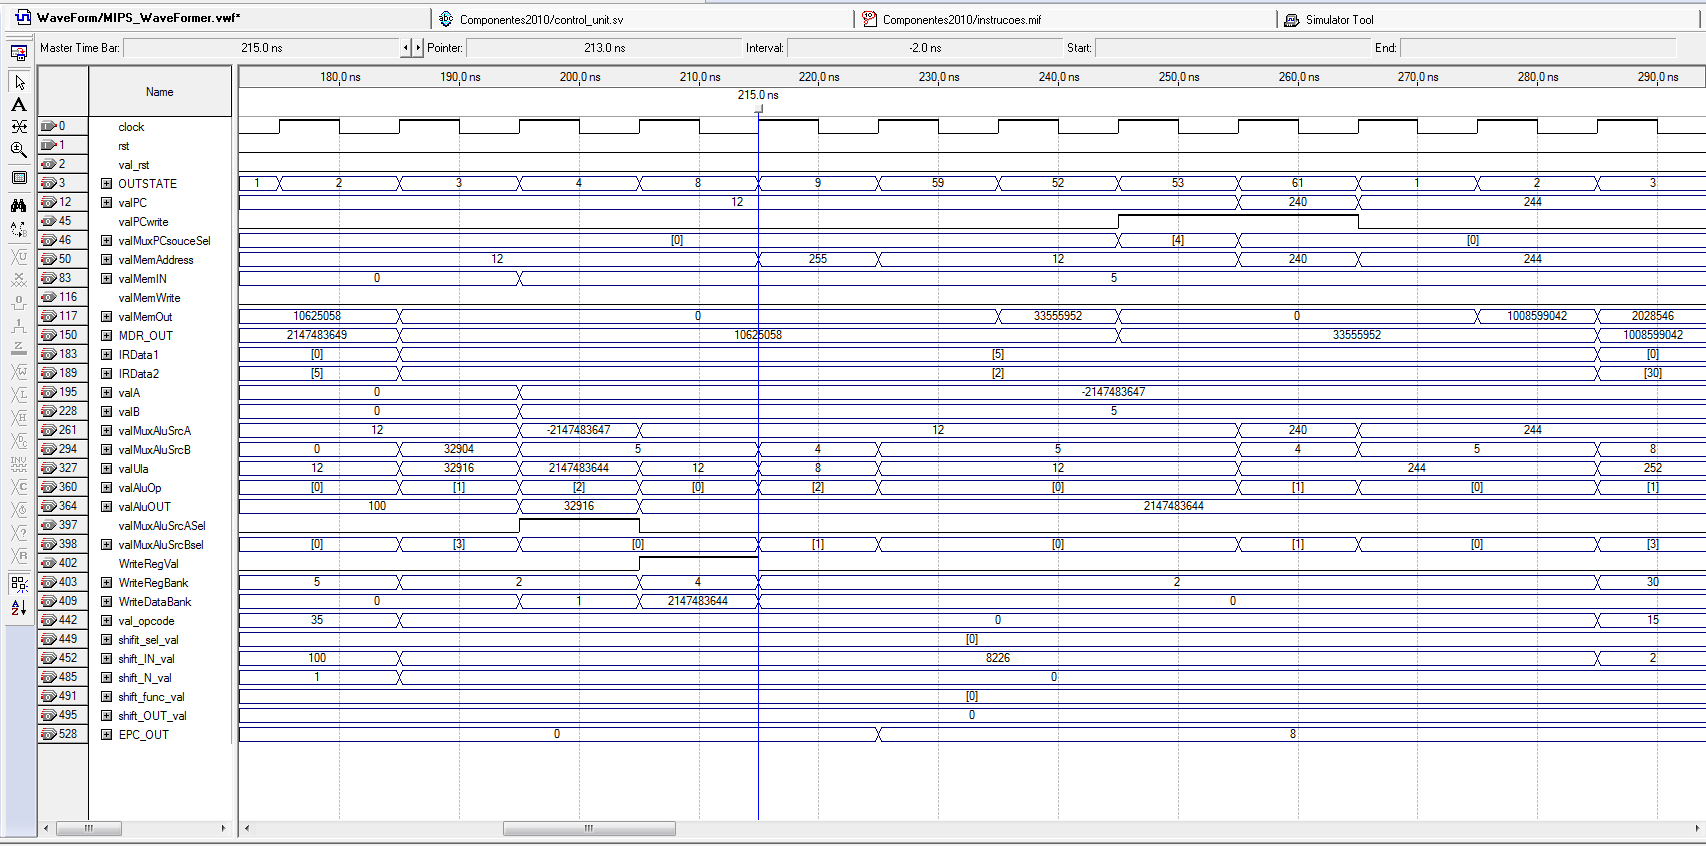 WaveForm/MIPS_WaveFormer.vwf* Componentes2010/control_unit.sv Componentes2010/instrucoes.mif Simulator Tool
Master Time Bar: 215.0 ns Pointer: 213.0 ns Interval: -2.0 ns Start: End:
Name 180.0 ns 190.0 ns 200.0 ns 210.0 ns 220.0 ns 230.0 ns 240.0 ns 250.0 ns 260.0 ns 270.0 ns 280.0 ns 290.0 ns
215.0 ns
0 clock
1 rst
2 val_rst
3 OUTSTATE 1 2 3 4 8 9 59 52 53 61 1 2 3
12 valPC 12 240 244
45 valPCwrite
46 valMuxPCsouceSel [0] [4] [0]
50 valMemAddress 12 255 12 240 244
83 valMemIN 0 5
116 valMemWrite
117 valMemOut 10625058 0 33555952 0 1008599042 2028546
150 MDR_OUT 2147483649 10625058 33555952 1008599042
183 IRData1 [0] [5] [0]
189 IRData2 [5] [2] [30]
195 valA 0 -2147483647
228 valB 0 5
261 valMuxAluSrcA 12 -2147483647 12 240 244
294 valMuxAluSrcB 0 32904 5 4 5 4 5 8
327 valUla 12 32916 2147483644 12 8 12 244 252
360 valAluOp [0] [1] [2] [0] [2] [0] [1] [0] [1]
364 valAluOUT 100 32916 2147483644
397 valMuxAluSrcASel
398 valMuxAluSrcBsel [0] [3] [0] [1] [0] [1] [0] [3]
402 WriteRegVal
403 WriteRegBank 5 2 4 2 30
409 WriteDataBank 0 1 2147483644 0
442 val_opcode 35 0 15
449 shifit_sel_val [0]
452 shift_IN_val 100 8226 2
485 shift_N_val 1 0
491 shift_func_val [0]
495 shift_OUT_val 0
528 EPC_OUT 0 8